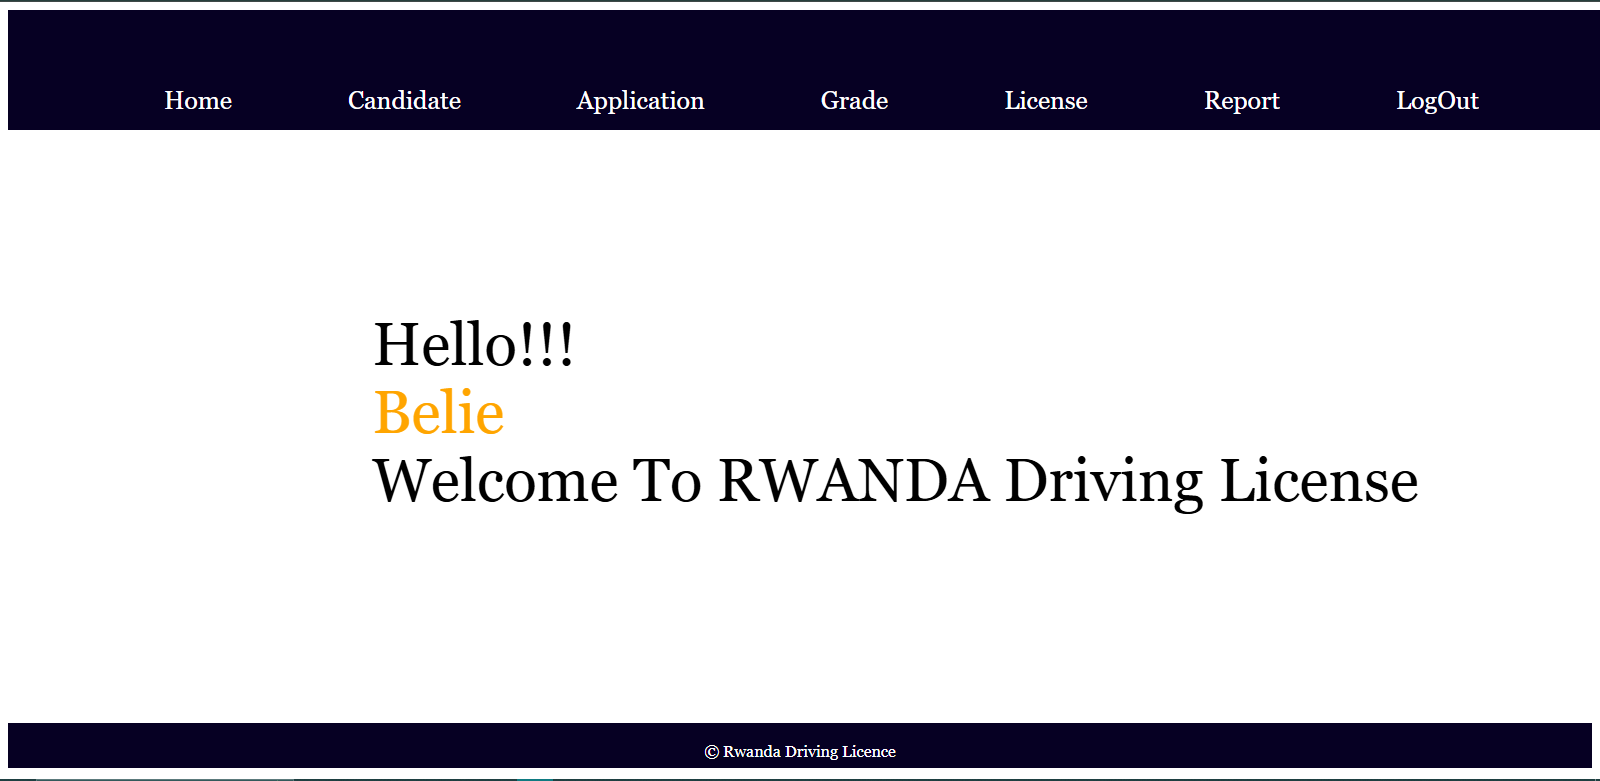 Home Candidate Application Grade License Report LogOut
Hello!!!
Belie
Welcome To RWANDA Driving License
© Rwanda Driving Licence